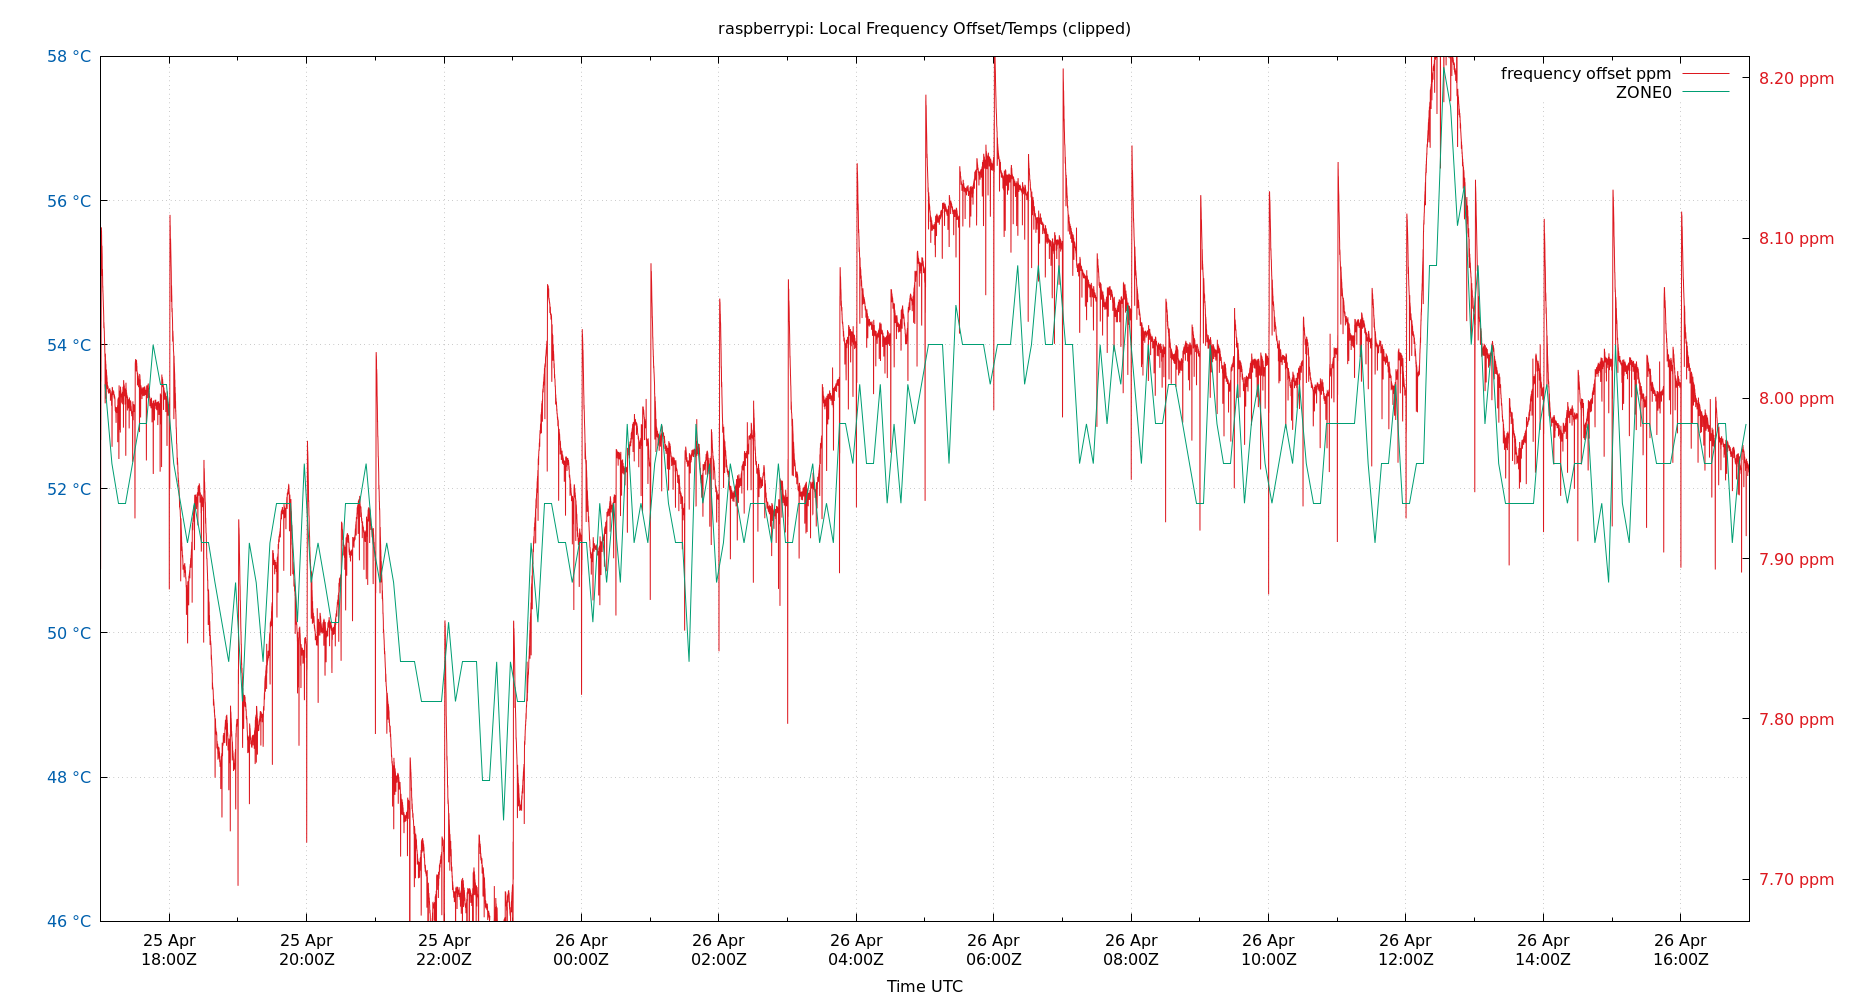 raspberrypi: Local Frequency Offset/Temps (clipped)
frequency offset ppm
ZONE0
58 °C
56 °C
54 °C
52 °C
50 °C
48 °C
46 °C
8.20 ppm
8.10 ppm
8.00 ppm
7.90 ppm
7.80 ppm
7.70 ppm
25 Apr 25 Apr 25 Apr 26 Apr 26 Apr 26 Apr 26 Apr 26 Apr 26 Apr 26 Apr 26 Apr 26 Apr
18:00Z 20:00Z 22:00Z 00:00Z 02:00Z 04:00Z 06:00Z 08:00Z 10:00Z 12:00Z 14:00Z 16:00Z
Time UTC